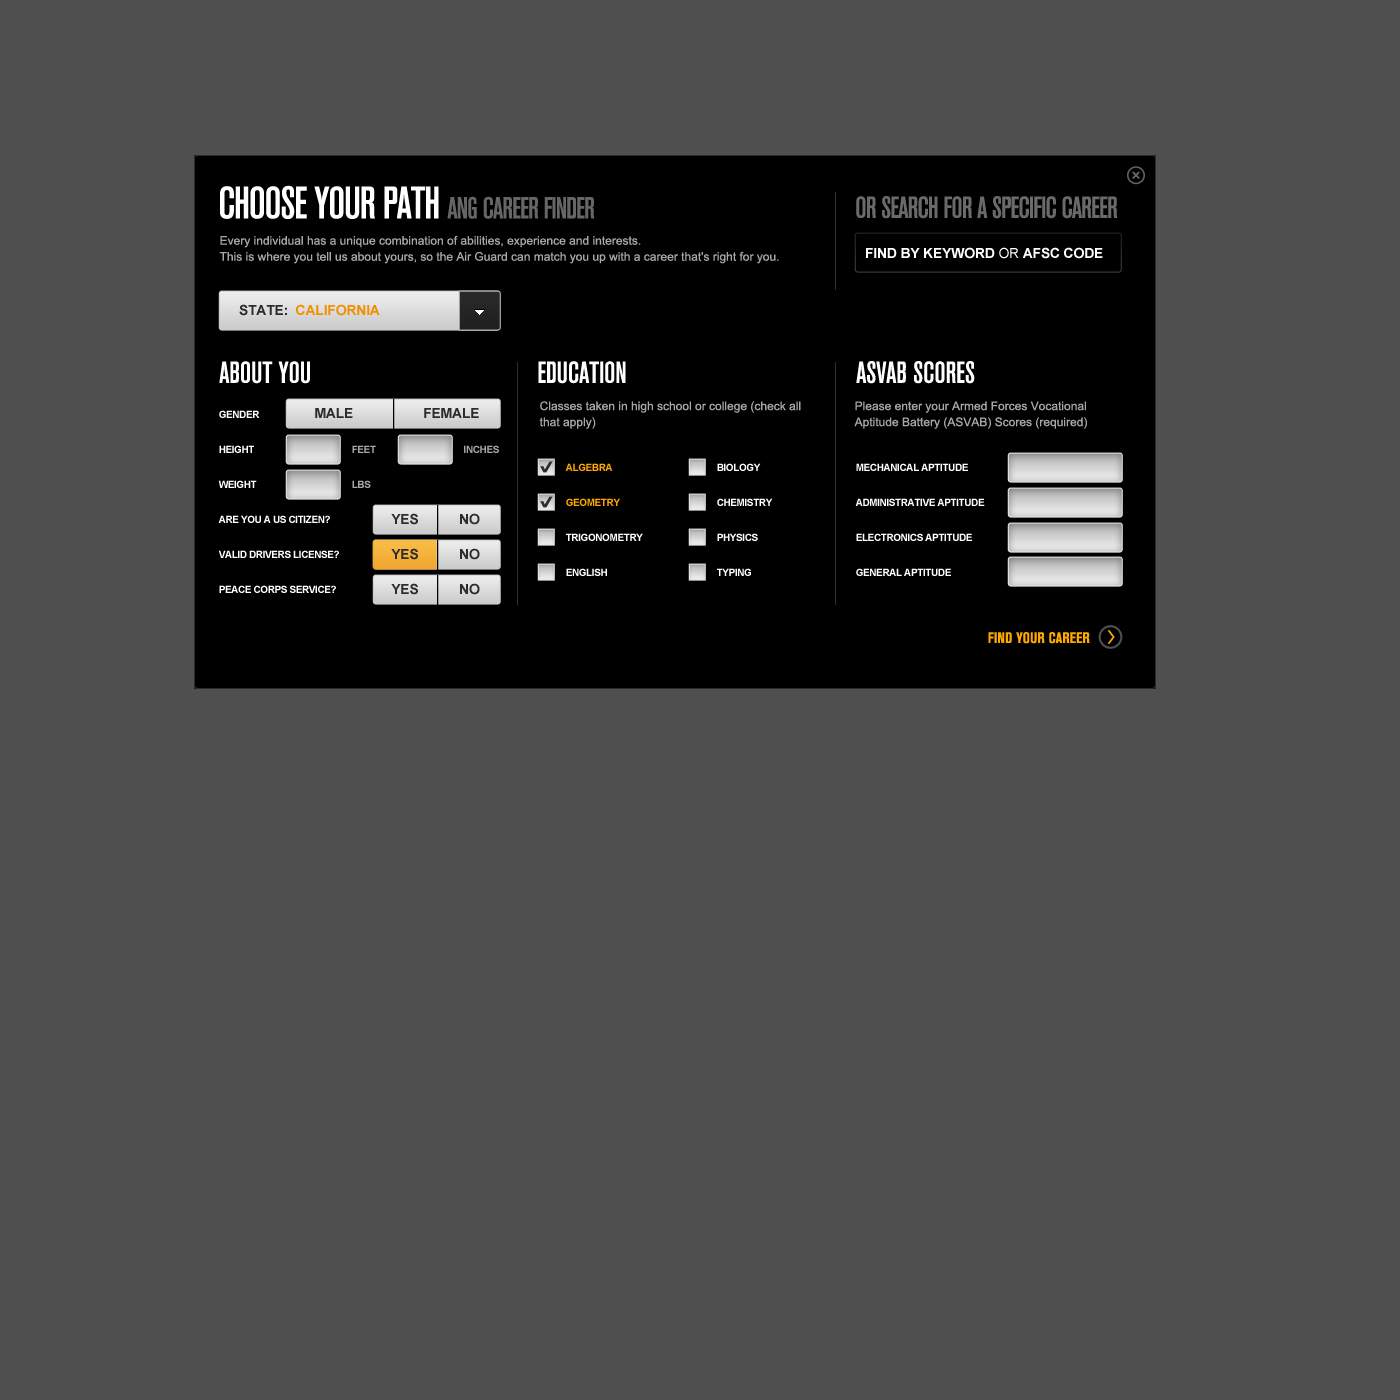 CHOOSE YOUR PATH ANG CAREER FINDER
Every individual has a unique combination of abilities, experience and interests.
This is where you tell us about yours, so the Air Guard can match you up with a career that's right for you.
OR SEARCH FOR A SPECIFIC CAREER
FIND BY KEYWORD OR AFSC CODE
STATE: CALIFORNIA
ABOUT YOU
GENDER MALE FEMALE
HEIGHT FEET INCHES
WEIGHT LBS
ARE YOU A US CITIZEN? YES NO
VALID DRIVERS LICENSE? YES NO
PEACE CORPS SERVICE? YES NO
EDUCATION
Classes taken in high school or college (check all
that apply)
ALGEBRA BIOLOGY
GEOMETRY CHEMISTRY
TRIGONOMETRY PHYSICS
ENGLISH TYPING
ASVAB SCORES
Please enter your Armed Forces Vocational
Aptitude Battery (ASVAB) Scores (required)
MECHANICAL APTITUDE
ADMINISTRATIVE APTITUDE
ELECTRONICS APTITUDE
GENERAL APTITUDE
FIND YOUR CAREER